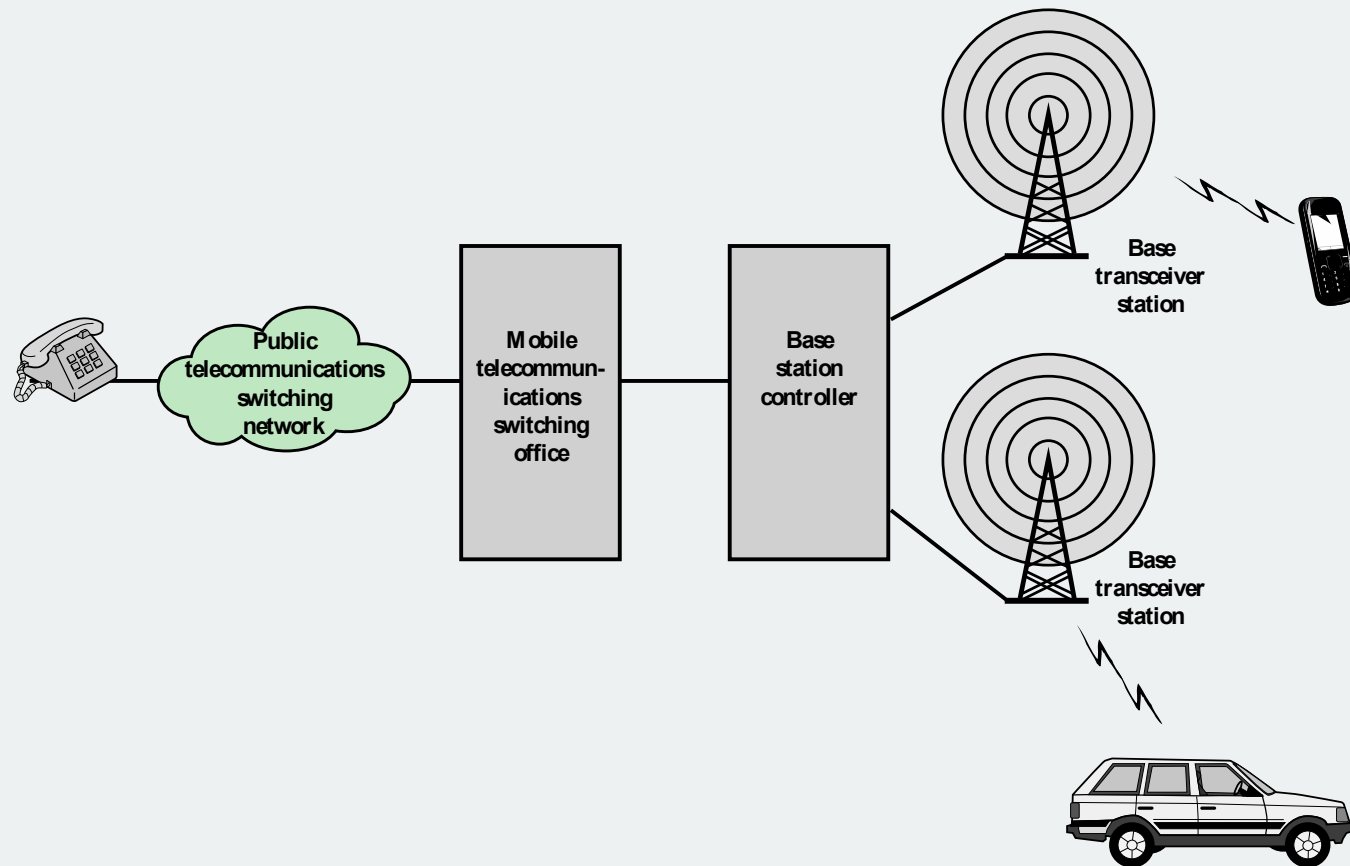 Public
telecommunications
switching
network
Mobile
telecommun-
ications
switching
office
Base
station
controller
Base
transceiver
station
Base
transceiver
station